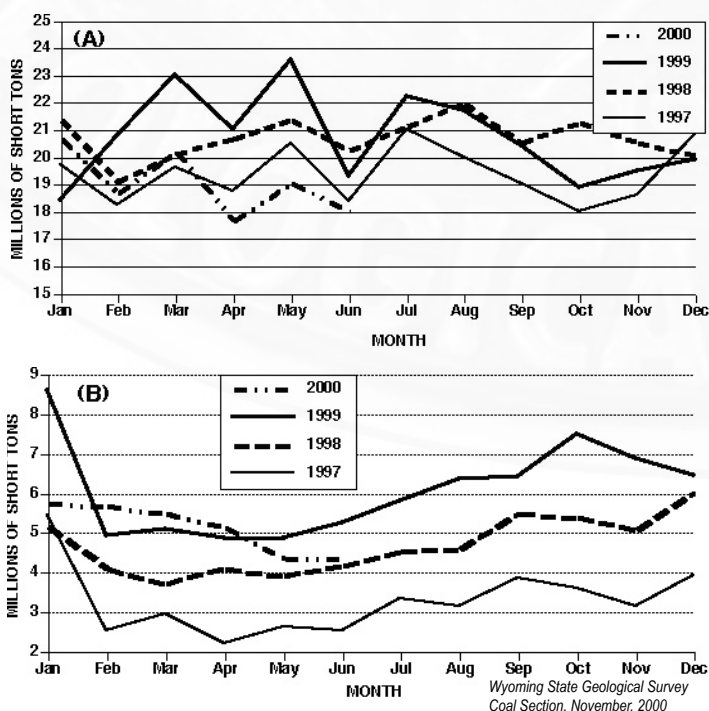 (A)
2000
1999
1998
1997
MILLIONS OF SHORT TONS
25
24
23
22
21
20
19
18
17
16
15
Jan Feb Mar Apr May Jun Jul Aug Sep Oct Nov Dec
MONTH
(B)
2000
1999
1998
1997
MILLIONS OF SHORT TONS
9
8
7
6
5
4
3
2
Jan Feb Mar Apr May Jun Jul Aug Sep Oct Nov Dec
MONTH
Wyoming State Geological Survey
Coal Section, November, 2000